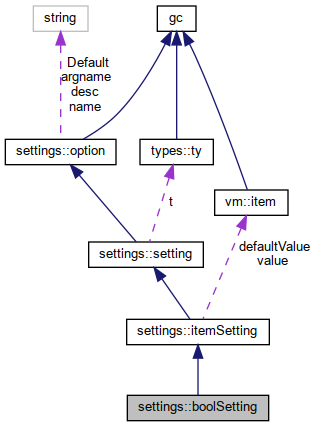 string
gc
Default
argname
desc
name
settings::option
types::ty
vm::item
t
defaultValue
value
settings::setting
settings::itemSetting
settings::boolSetting